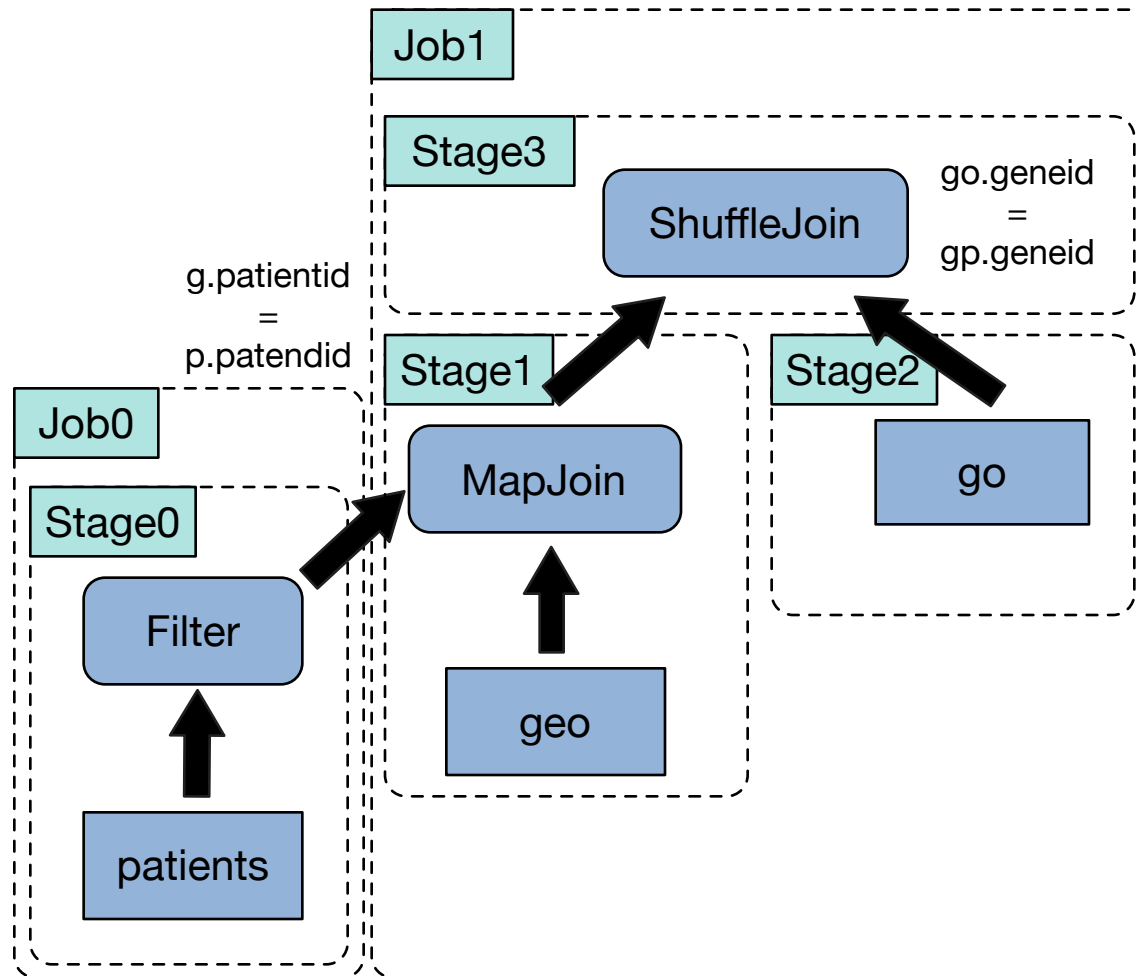 Job1
Stage3
ShuffleJoin
go.geneid
=
gp.geneid
g.patientid
=
p.patendid
Stage1
Stage2
Job0
MapJoin
go
Stage0
Filter
geo
patients